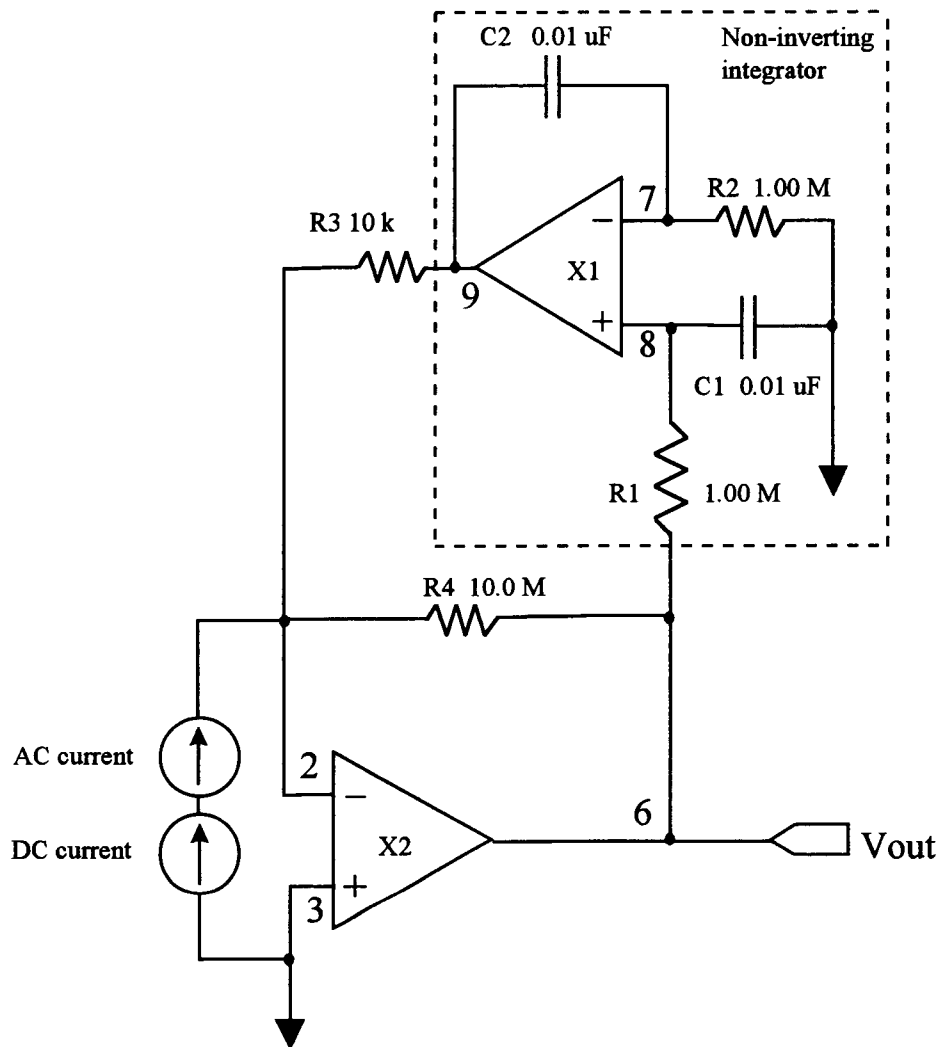 C2 0.01 uF
Non-inverting
integrator
7
R2 1.00 M
R3 10 k
−
X1
9
+
8
C1 0.01 uF
R1
1.00 M
R4 10.0 M
AC current
2
−
6
DC current
X2
Vout
+
3